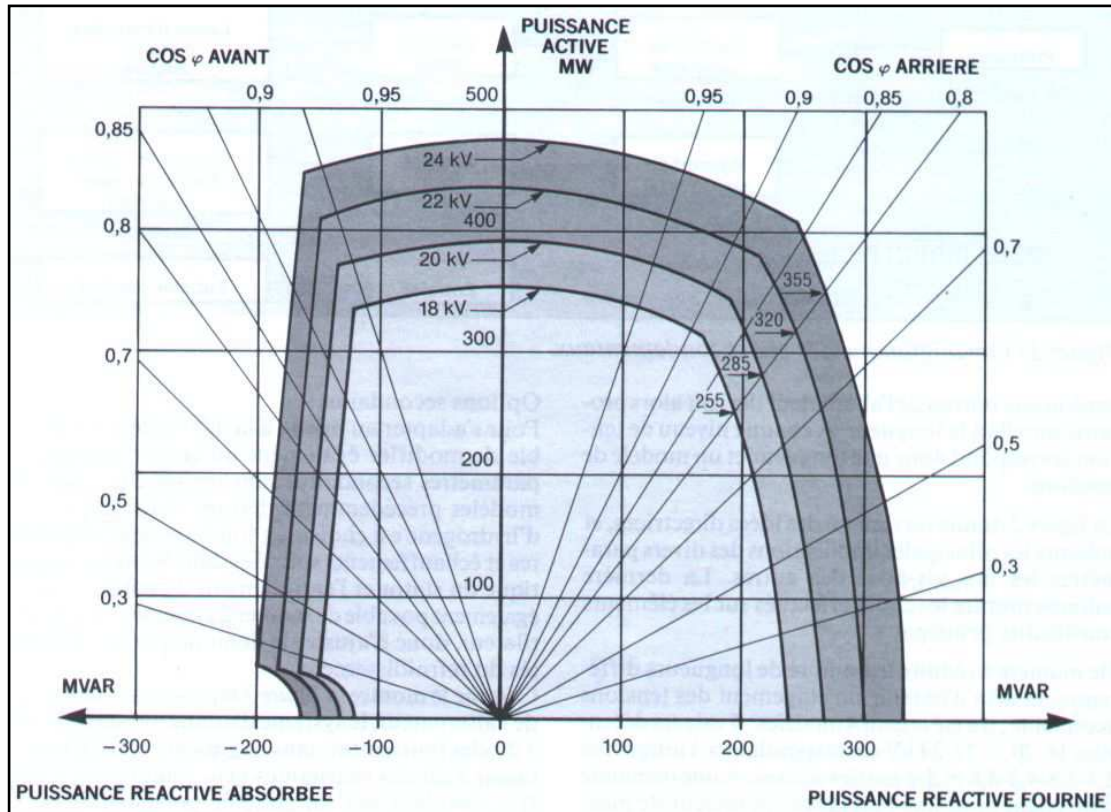 PUISSANCE
ACTIVE
MW
COS φ AVANT
COS φ ARRIERE
0,9
0,95
500
0,95
0,9
0,85
0,8
0,85
24 kV
22 kV
400
0,8
0,7
20 kV
355
18 kV
320
300
0,7
285
255
0,5
200
0,5
100
0,3
0,3
MVAR
MVAR
−300
−200
−100
0
100
200
300
PUISSANCE REACTIVE ABSORBEE
PUISSANCE REACTIVE FOURNIE